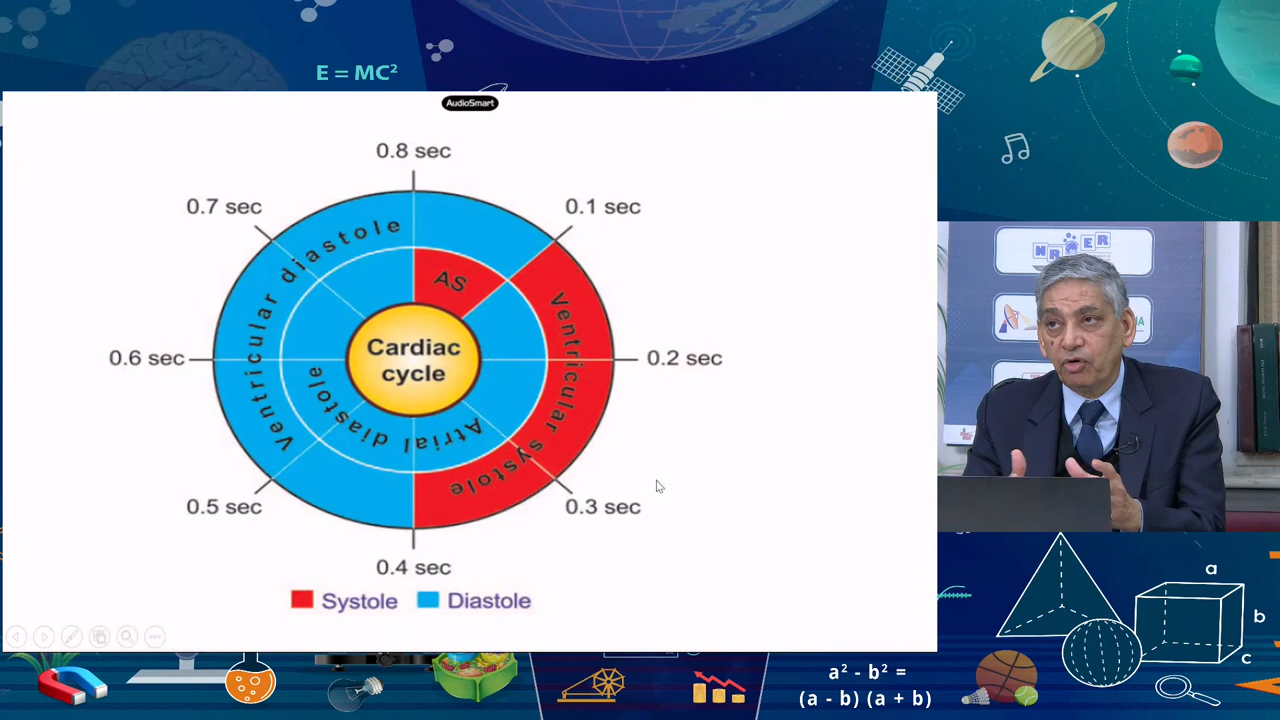 E = MC²
AudioSmart
0.8 sec
0.7 sec
0.1 sec
Ventricular diastole
AS
Ventricular systole
Cardiac
cycle
0.6 sec
0.2 sec
Atrial diastole
0.5 sec
0.3 sec
0.4 sec
Systole
Diastole
NR ER
a
b
c
a² - b² =
(a - b) (a + b)